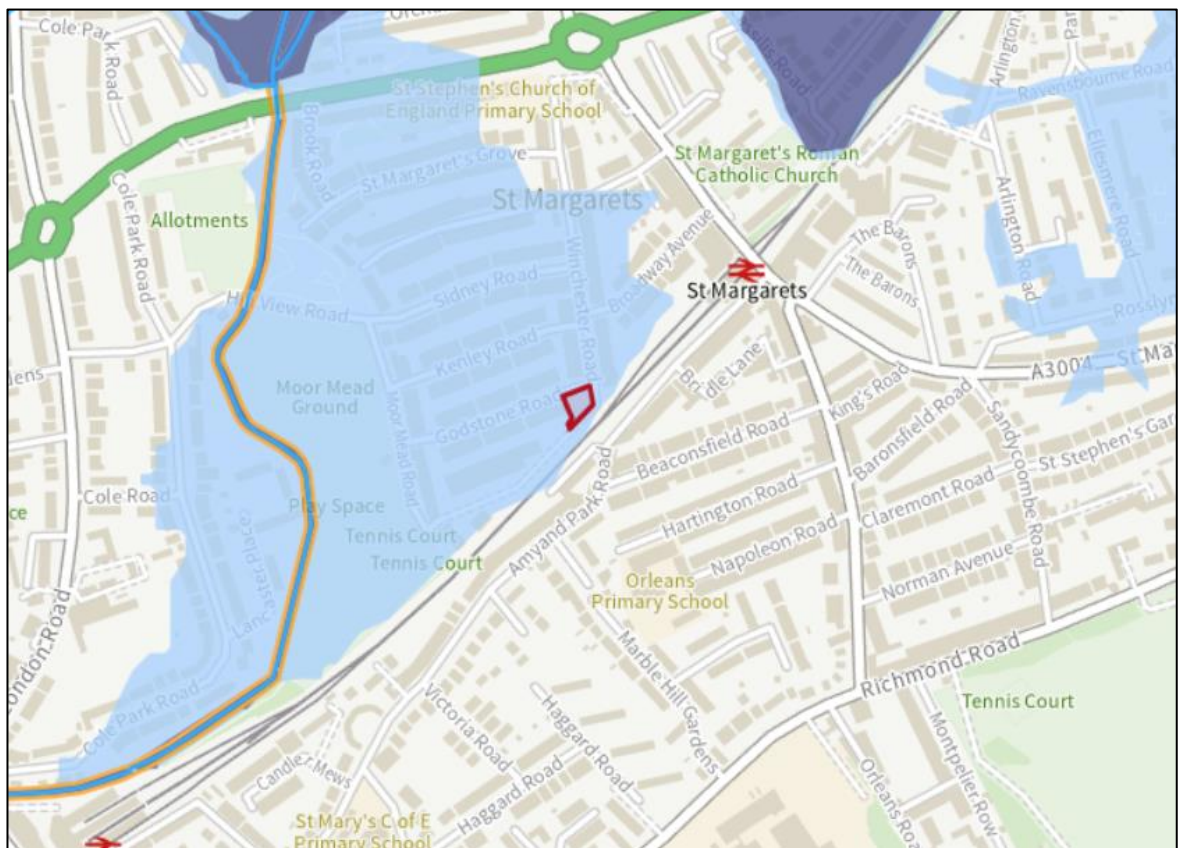 Cole Park Road
St Stephen's Church of
England Primary School
Arlington
Ravensbourne Road
Brook Road
St Margaret's Grove
St Margaret's Roman
Catholic Church
Cole Park Road
Allotments
St Margarets
Ellesmere Road
Arlington Road
Winchester Road
Broadway Avenue
The Barons
The Barons
Sidney Road
St Margarets
Hill View Road
Rosslyn
Kenley Road
Bridle Lane
A3004
Moor Mead
Ground
Godstone Road
King's Road
Baronsfield Road
Sandycoombe Road
Moor Mead Road
Beaconsfield Road
St Stephen's Gar
Cole Road
Play Space
Hartington Road
Claremont Road
Tennis Court
Tennis Court
Amyand Park Road
Napoleon Road
Norman Avenue
Orleans
Primary School
ondon Road
Marble Hill Gardens
Richmond Road
Cole Park Road
Victoria Road
Haggard Road
Tennis Court
Candler Mews
Haggard Road
Orleans Roa
Montpelier Row
St Mary's C of E
Primary School